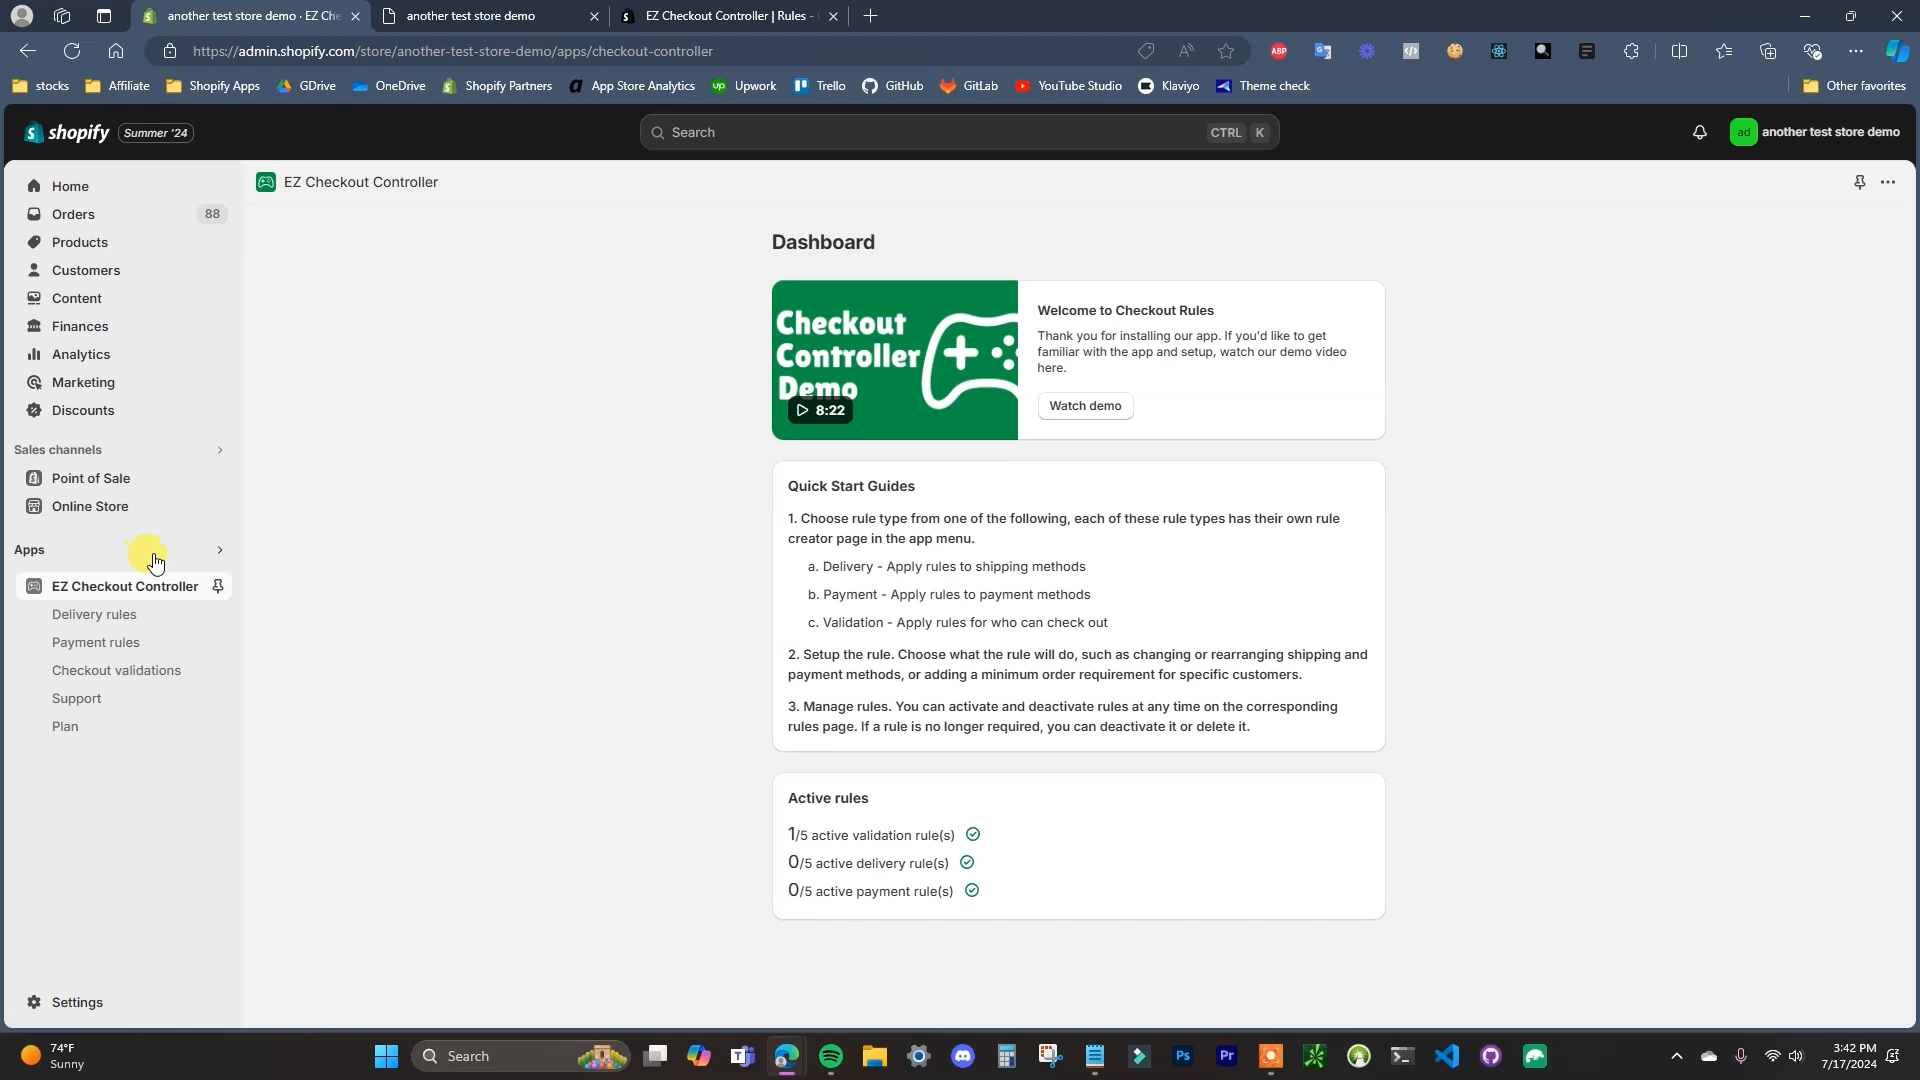 another test store demo · EZ Che
another test store demo
EZ Checkout Controller | Rules -
https://admin.shopify.com/store/another-test-store-demo/apps/checkout-controller
ABP
stocks
Affiliate
Shopify Apps
GDrive
OneDrive
Shopify Partners
App Store Analytics
Upwork
Trello
GitHub
GitLab
YouTube Studio
Klaviyo
Theme check
Other favorites
shopify
Summer '24
Search
CTRL K
ad
another test store demo
Home
Orders 88
Products
Customers
Content
Finances
Analytics
Marketing
Discounts
Sales channels
Point of Sale
Online Store
Apps
EZ Checkout Controller
Delivery rules
Payment rules
Checkout validations
Support
Plan
Settings
EZ Checkout Controller
Dashboard
Checkout
Controller
Demo
8:22
Welcome to Checkout Rules
Thank you for installing our app. If you'd like to get
familiar with the app and setup, watch our demo video
here.
Watch demo
Quick Start Guides
1. Choose rule type from one of the following, each of these rule types has their own rule
creator page in the app menu.
a. Delivery - Apply rules to shipping methods
b. Payment - Apply rules to payment methods
c. Validation - Apply rules for who can check out
2. Setup the rule. Choose what the rule will do, such as changing or rearranging shipping and
payment methods, or adding a minimum order requirement for specific customers.
3. Manage rules. You can activate and deactivate rules at any time on the corresponding
rules page. If a rule is no longer required, you can deactivate it or delete it.
Active rules
1/5 active validation rule(s)
0/5 active delivery rule(s)
0/5 active payment rule(s)
74°F
Sunny
Search
Ps
Pr
3:42 PM
7/17/2024